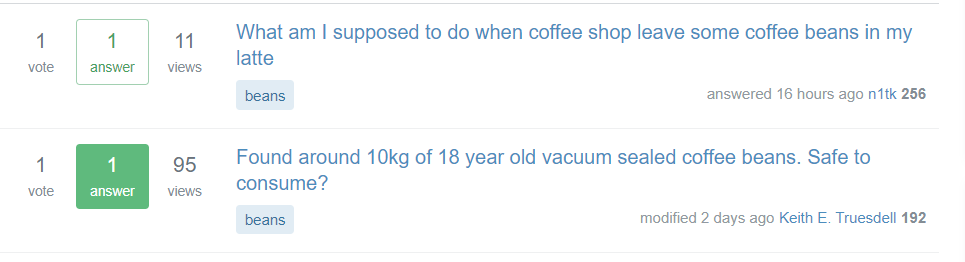 1 1 11 What am I supposed to do when coffee shop leave some coffee beans in my
vote answer views latte
beans answered 16 hours ago n1tk 256
1 1 95 Found around 10kg of 18 year old vacuum sealed coffee beans. Safe to
vote answer views consume?
beans modified 2 days ago Keith E. Truesdell 192